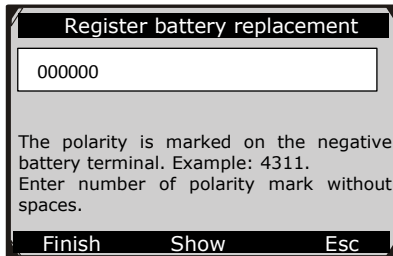 Register battery replacement
000000
The polarity is marked on the negative
battery terminal. Example: 4311.
Enter number of polarity mark without
spaces.
Finish Show Esc